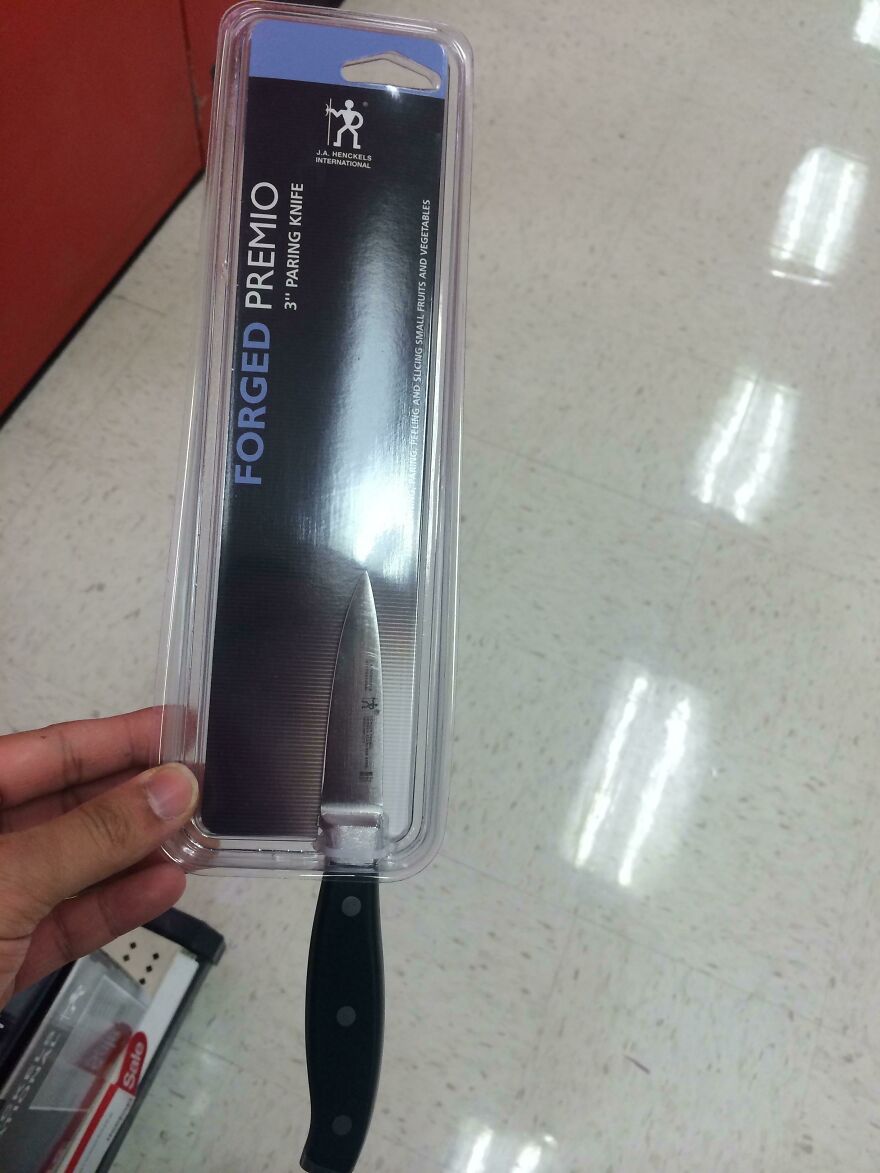 J.A. HENCKELS
INTERNATIONAL
FORGED PREMIO
3" PARING KNIFE
PARING, PEELING AND SLICING SMALL FRUITS AND VEGETABLES
Sale